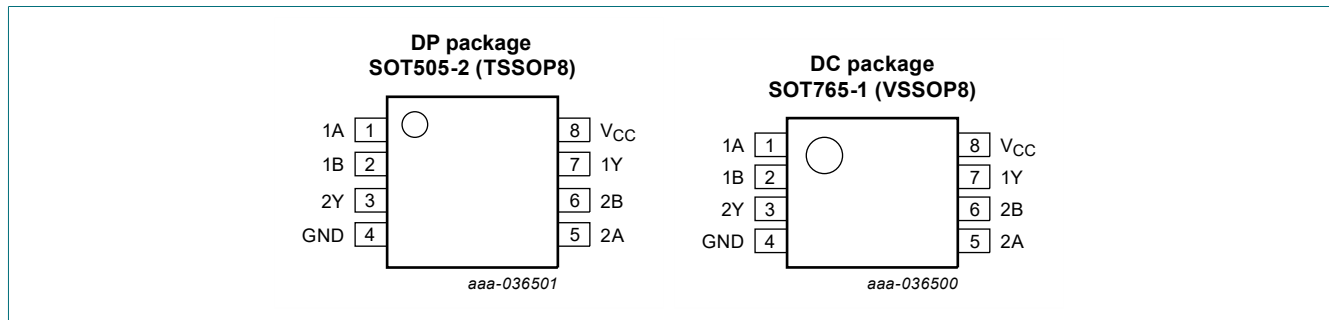 DP package
SOT505-2 (TSSOP8)
1A 1 8 VCC
1B 2 7 1Y
2Y 3 6 2B
GND 4 5 2A
aaa-036501
DC package
SOT765-1 (VSSOP8)
1A 1 8 VCC
1B 2 7 1Y
2Y 3 6 2B
GND 4 5 2A
aaa-036500